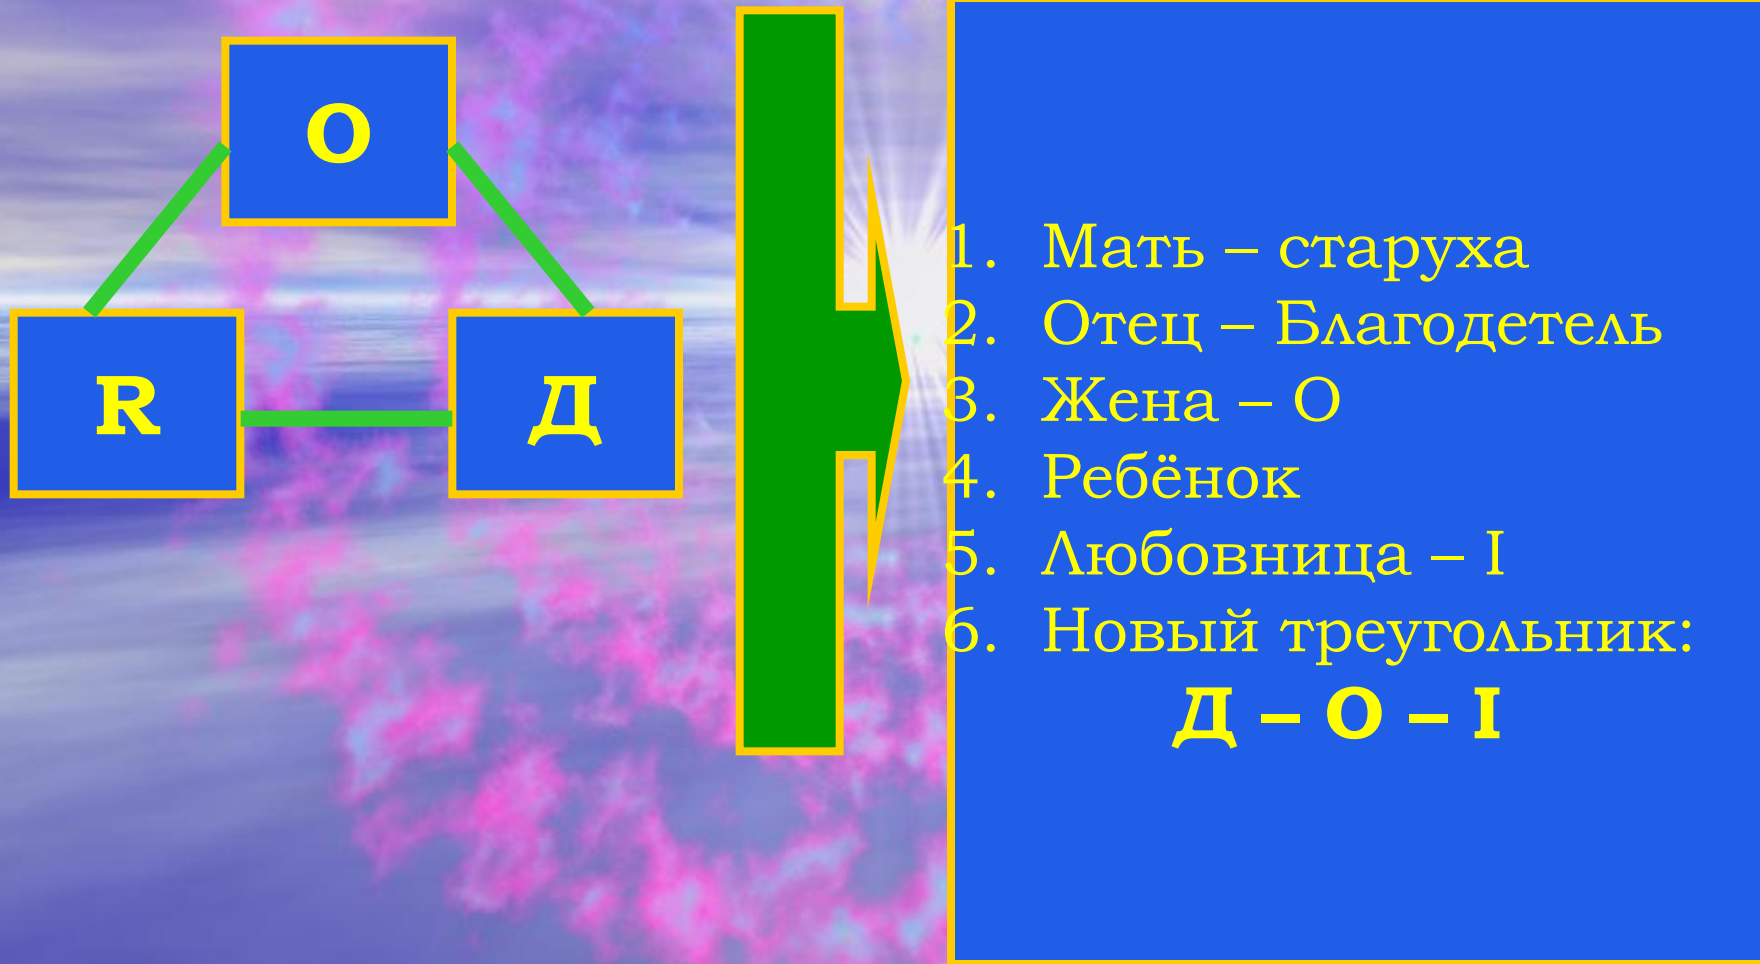 О
R
Д
1. Мать – старуха
2. Отец – Благодетель
3. Жена – О
4. Ребёнок
5. Любовница – I
6. Новый треугольник:
Д – О – I